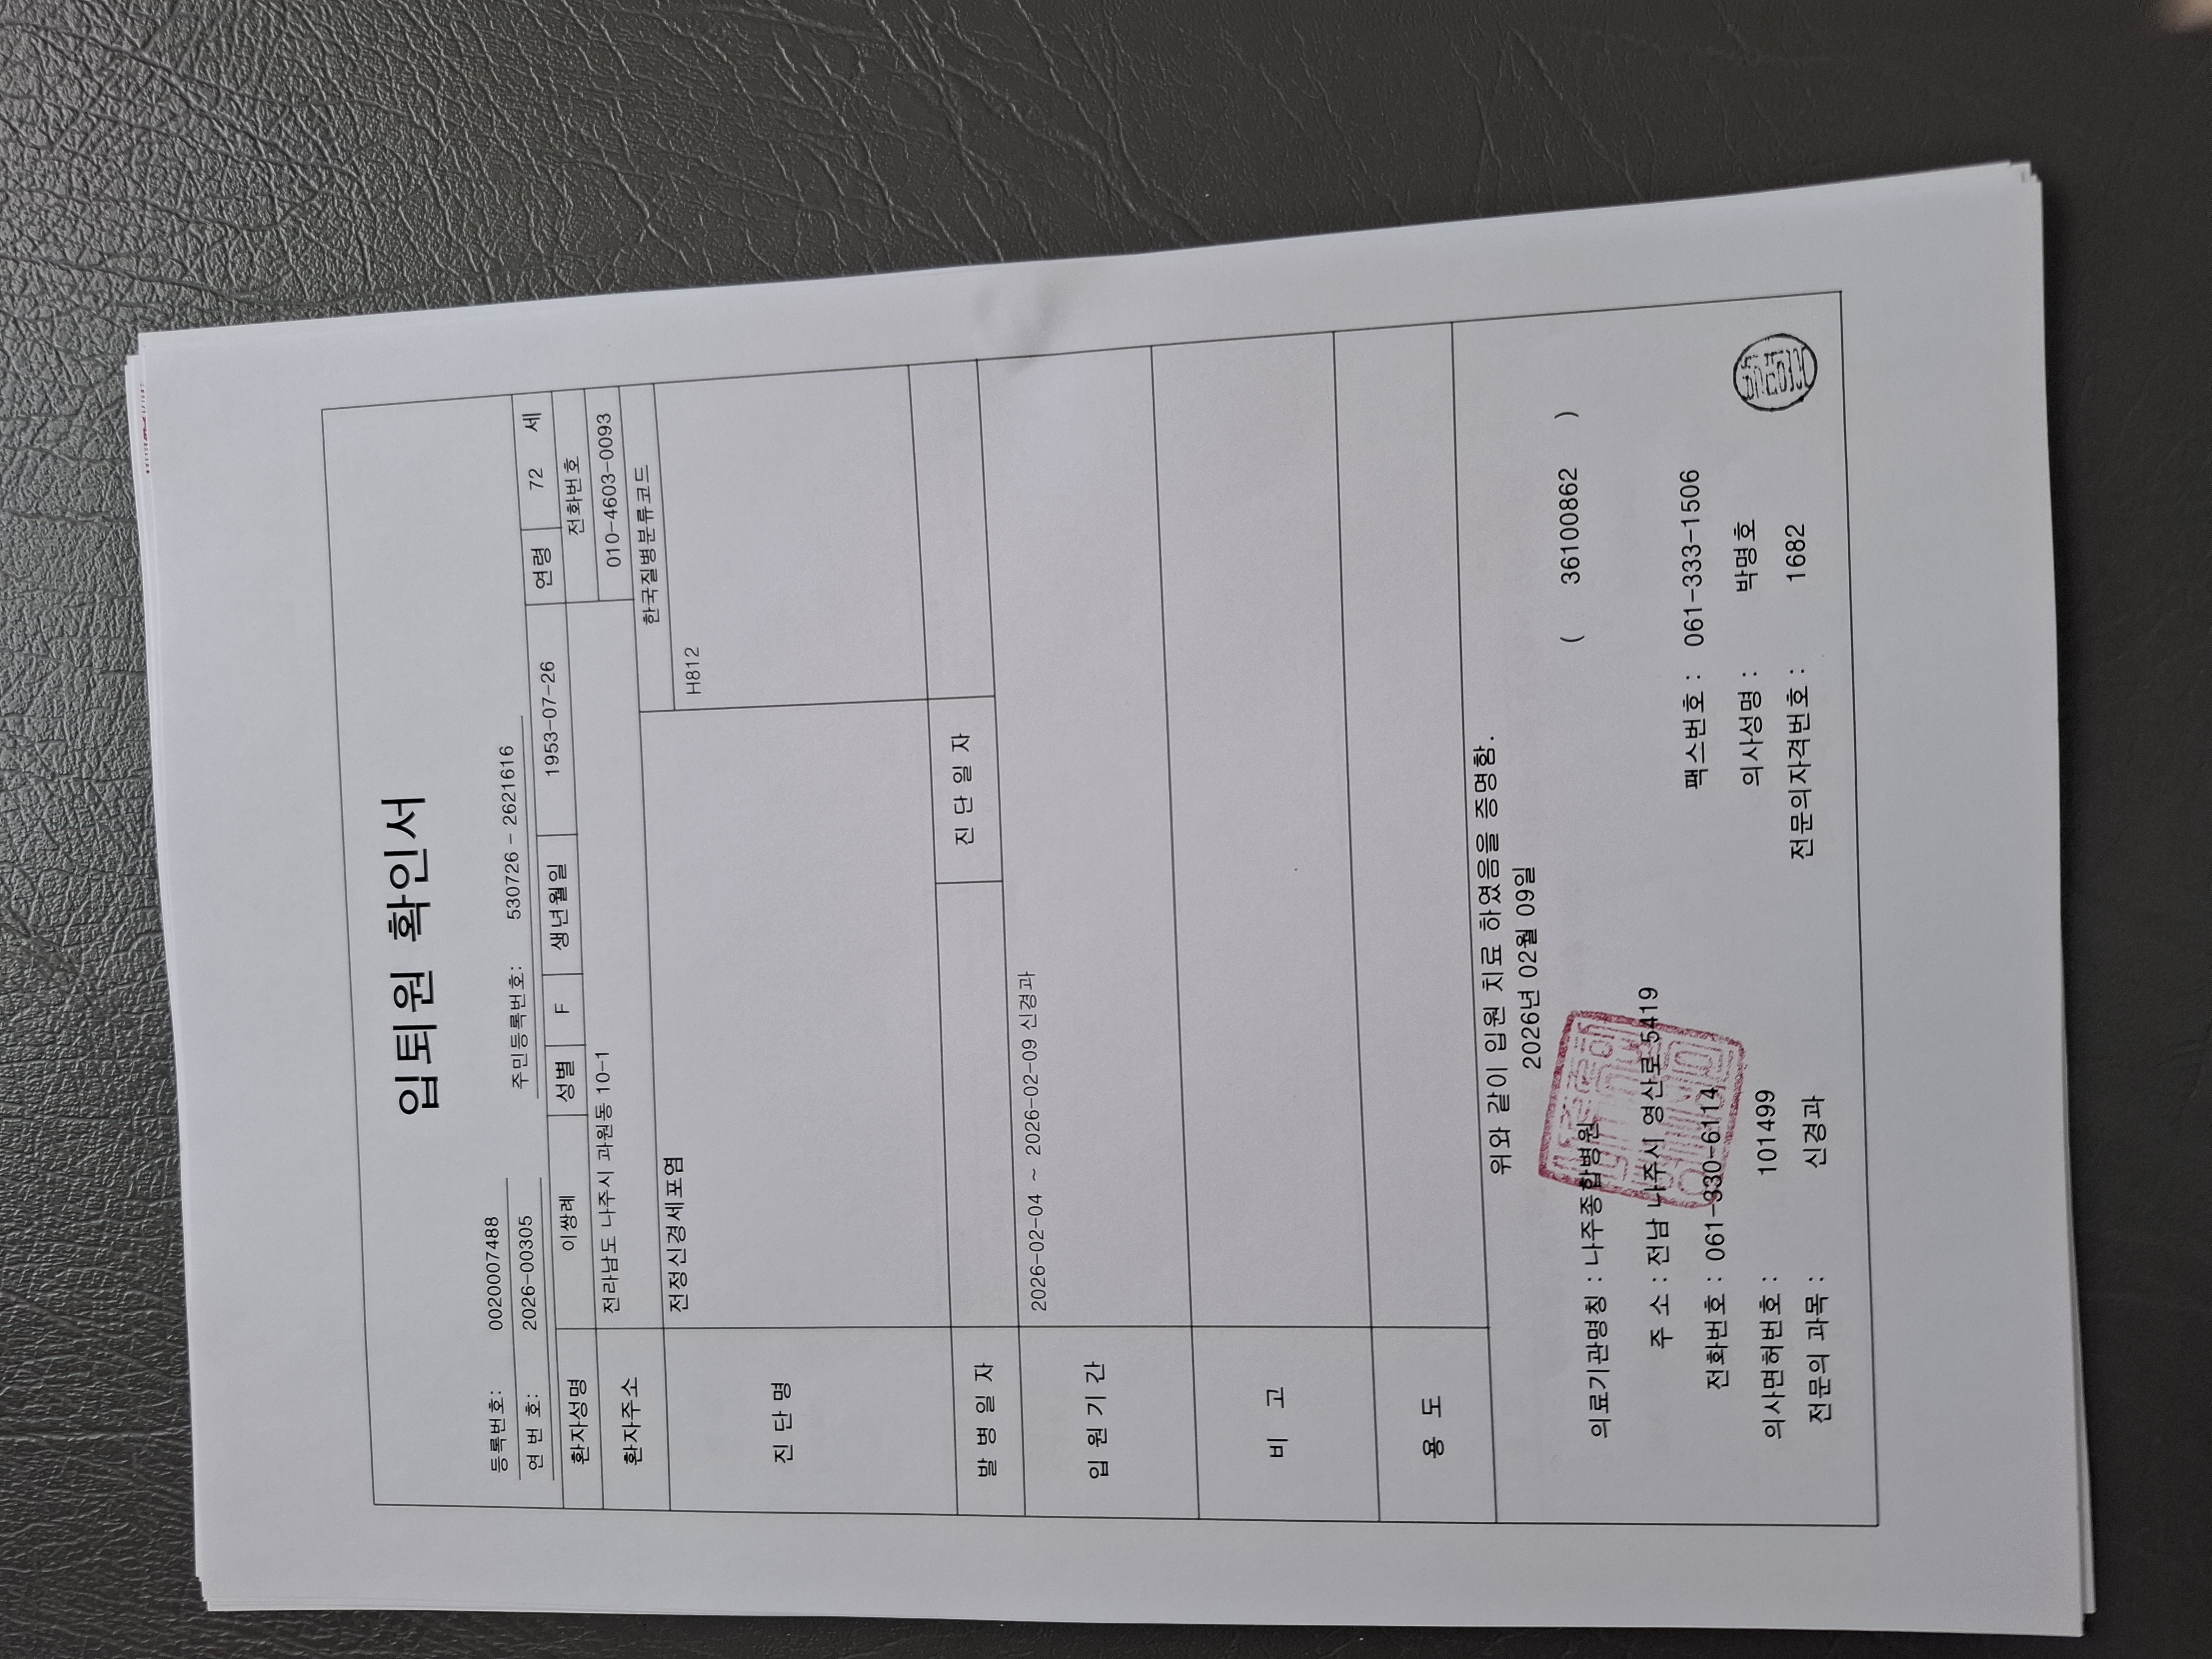 입퇴원 확인서
등록번호: 0020007488
연 번 호: 2026-00305 주민등록번호: 530726 - 2621616
환자성명 이쌍례 성별 F 생년월일 1953-07-26 연령 72 세
환자주소 전라남도 나주시 과원동 10-1 전화번호
010-4603-0093
진 단 명 전정신경세포염 한국질병분류코드
H812
발 병 일 자 진 단 일 자
입 원 기 간 2026-02-04 ~ 2026-02-09 신경과
비 고
용 도
위와 같이 입원 치료 하였음을 증명함.
2026년 02월 09일
의료기관명칭 : 나주종합병원 ( 36100862 )
주 소 : 전남 나주시 영산로 5419
전화번호 : 061-330-6114 팩스번호 : 061-333-1506
의사면허번호 : 101499 의사성명 : 박명호
전문의 과목 : 신경과 전문의자격번호 : 1682